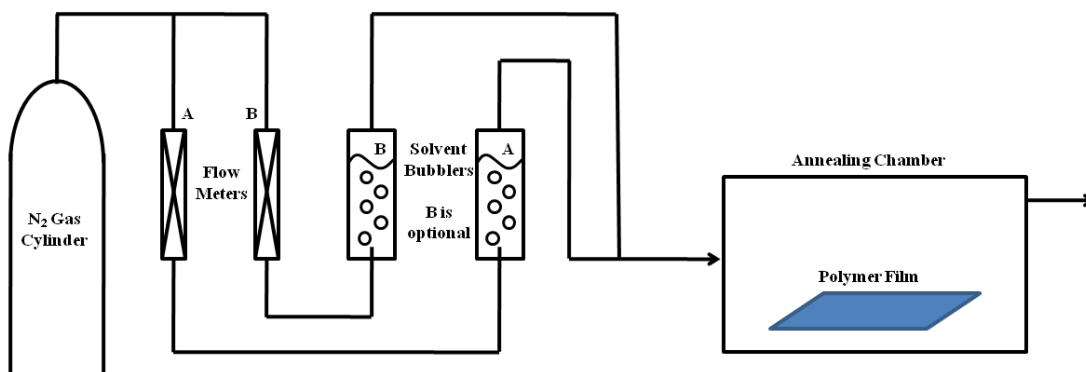 N₂ Gas
Cylinder
A
B
Flow
Meters
B
Solvent
Bubblers
A
B is
optional
Annealing Chamber
Polymer Film